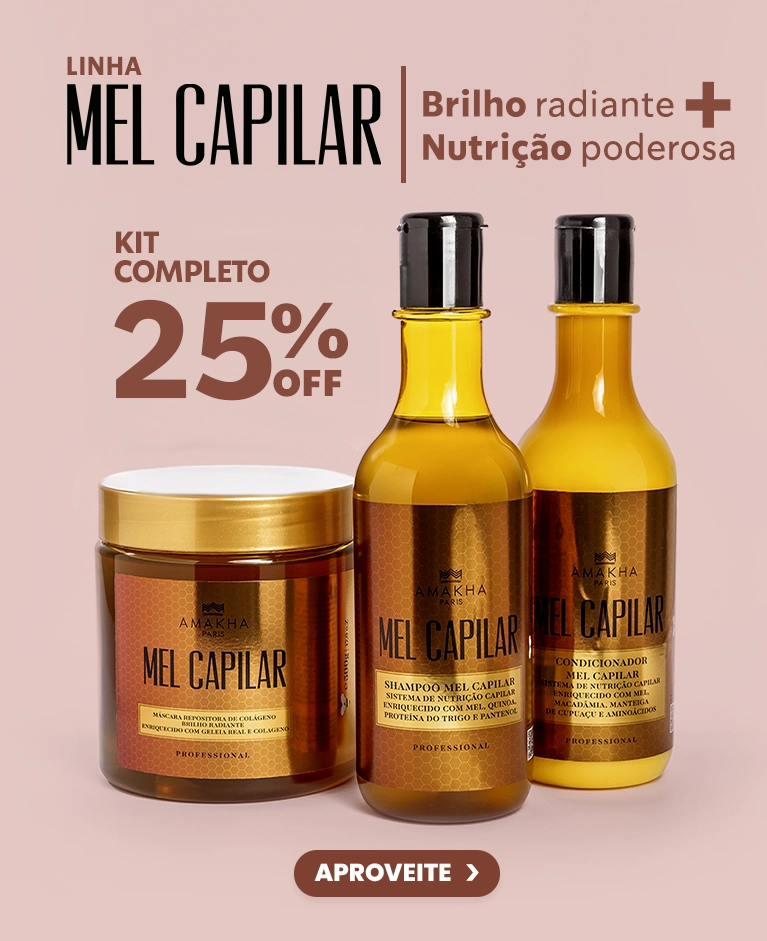 LINHA
MEL CAPILAR
Brilho radiante +
Nutrição poderosa
KIT
COMPLETO
25%
OFF
AMAKHA
PARIS
MEL CAPILAR
MÁSCARA REPOSITORA DE COLÁGENO
BRILHO RADIANTE
ENRIQUECIDO COM GELEIA REAL E COLAGENO
PROFESSIONAL
AMAKHA
PARIS
MEL CAPILAR
SHAMPOO MEL CAPILAR
SISTEMA DE NUTRIÇÃO CAPILAR
ENRIQUECIDO COM MEL, QUINOA,
PROTEÍNA DO TRIGO E PANTENOL
PROFESSIONAL
AMAKHA
PARIS
MEL CAPILAR
CONDICIONADOR
MEL CAPILAR
SISTEMA DE NUTRIÇÃO CAPILAR
ENRIQUECIDO COM MEL,
MACADÂMIA, MANTEIGA
DE CUPUAÇU E AMINOÁCIDOS
PROFESSIONAL
APROVEITE